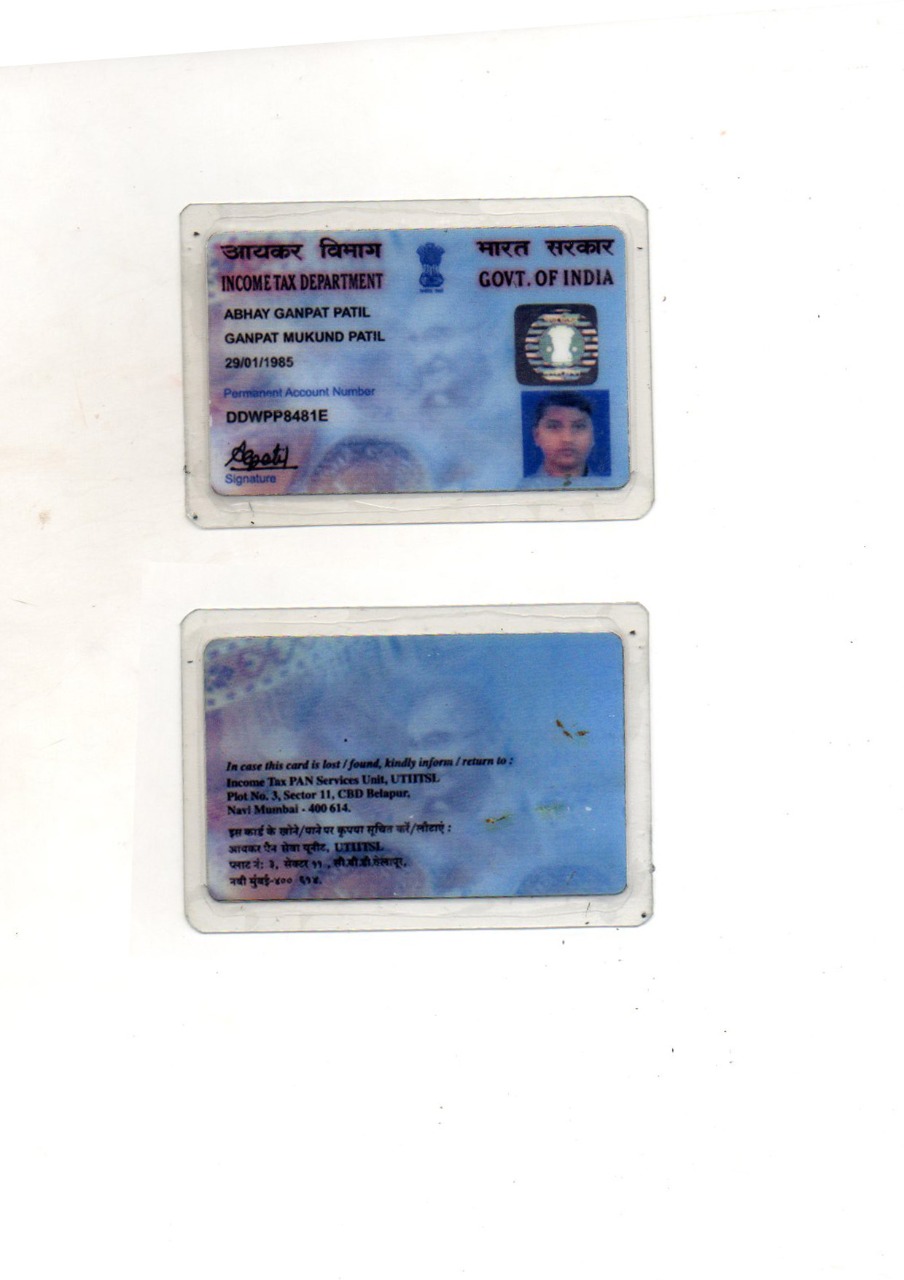 आयकर विभाग
INCOME TAX DEPARTMENT
भारत सरकार
GOVT. OF INDIA
ABHAY GANPAT PATIL
GANPAT MUKUND PATIL
29/01/1985
Permanent Account Number
DDWPP8481E
Signature
In case this card is lost / found, kindly inform / return to :
Income Tax PAN Services Unit, UTIITSL
Plot No. 3, Sector 11, CBD Belapur,
Navi Mumbai - 400 614.
इस कार्ड के खोने/पाने पर कृपया सूचित करें/लौटाएं :
आयकर पैन सेवा यूनीट, UTIITSL
प्लाट नं: ३, सेक्टर ११ , सी.बी.डी.बेलापूर,
नवी मुंबई-४०० ६१४.